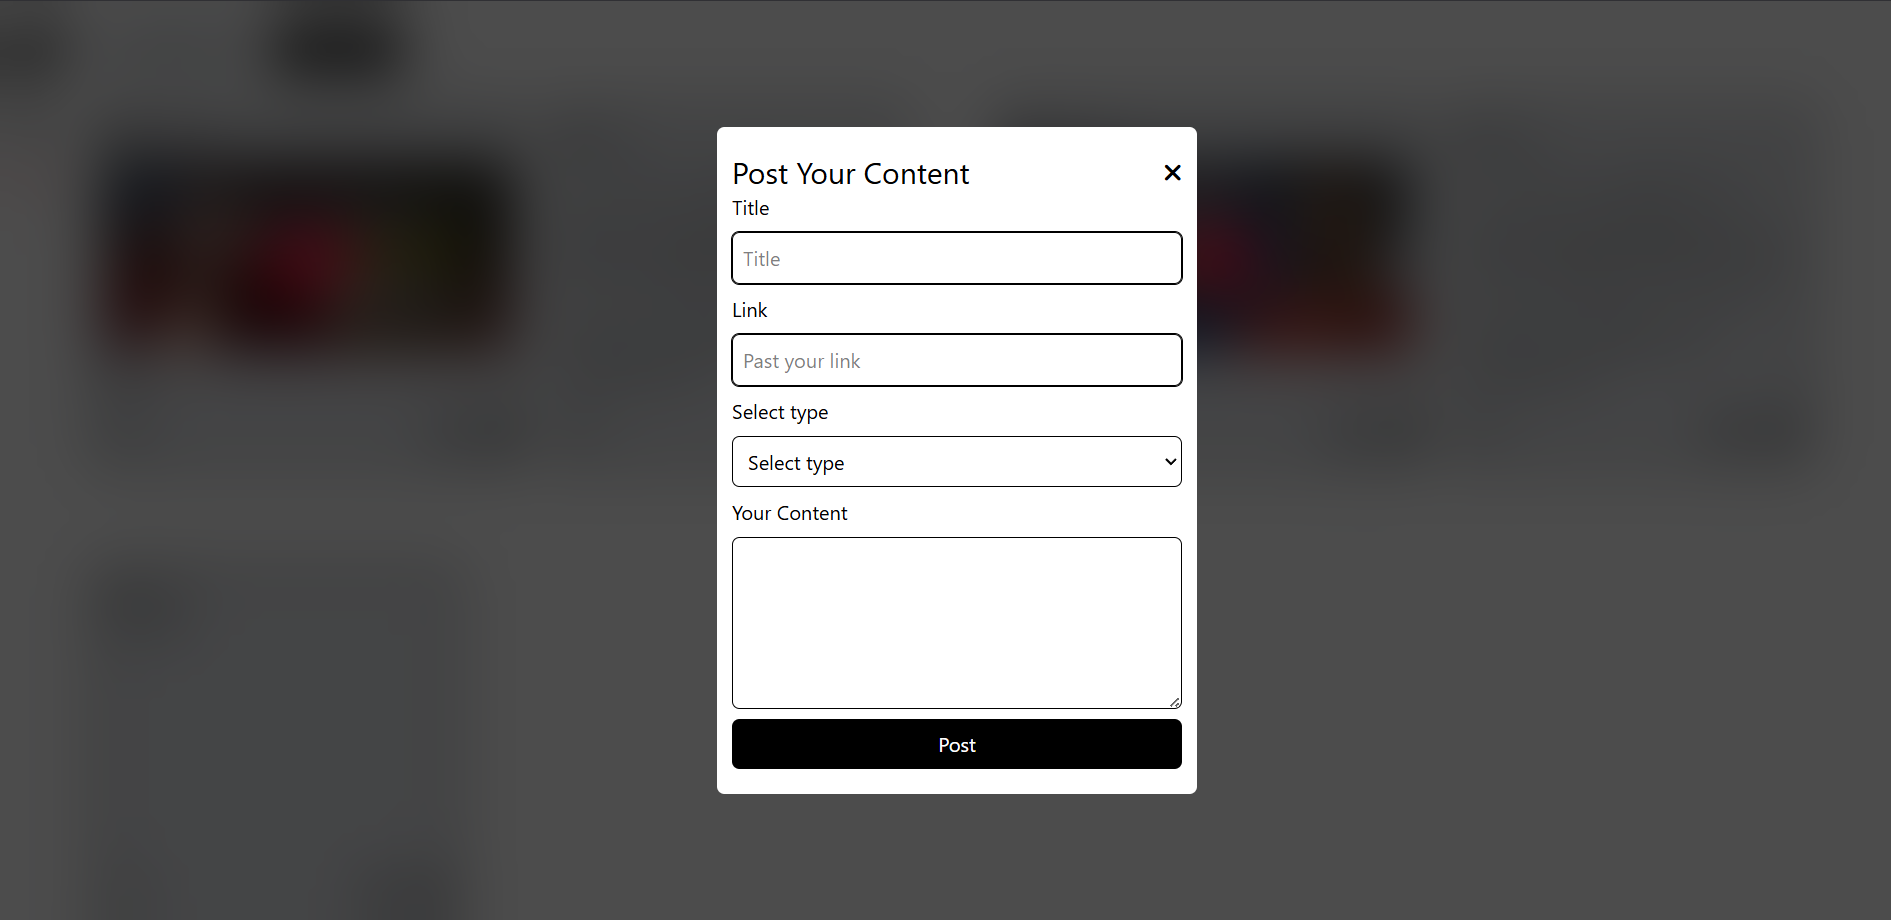 Post Your Content
Title
Title
Link
Past your link
Select type
Select type
Your Content
Post